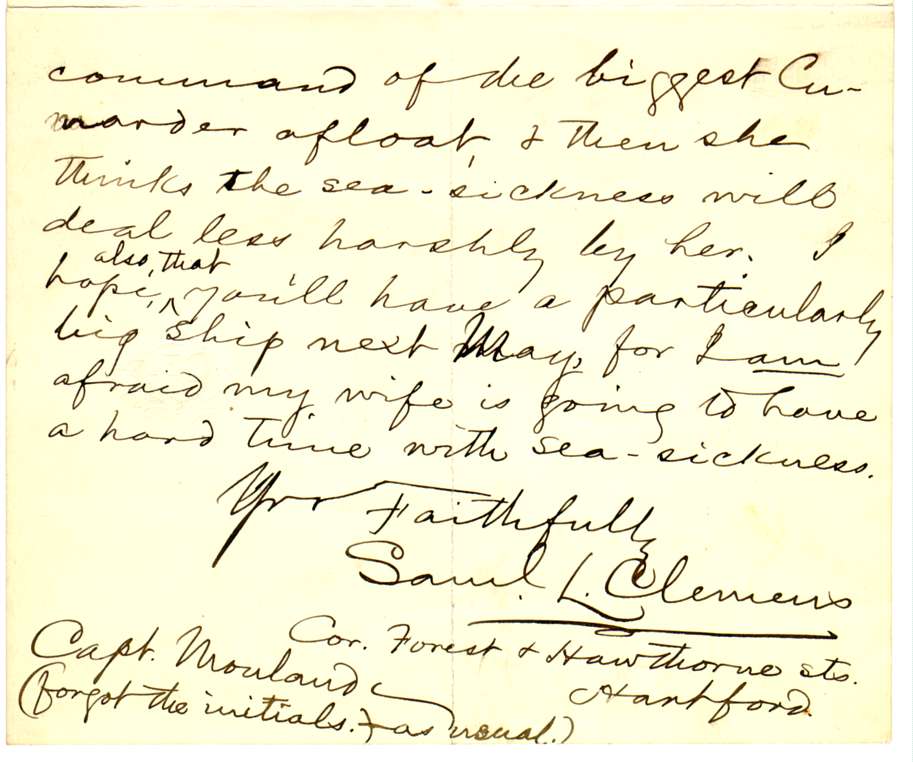 command of the biggest Cu-
narder afloat, & then she
thinks the sea-sickness will
deal less harshly by her. I
also, that
hope, ^ you'll have a particularly
big ship next May, for I am
afraid my wife is going to have
a hard time with sea-sickness.
Yrs Faithfully
Saml. L. Clemens
Cor. Forest & Hawthorne sts.
Hartford.
Capt. Mouland
(forgot the initials.) - as usual.)